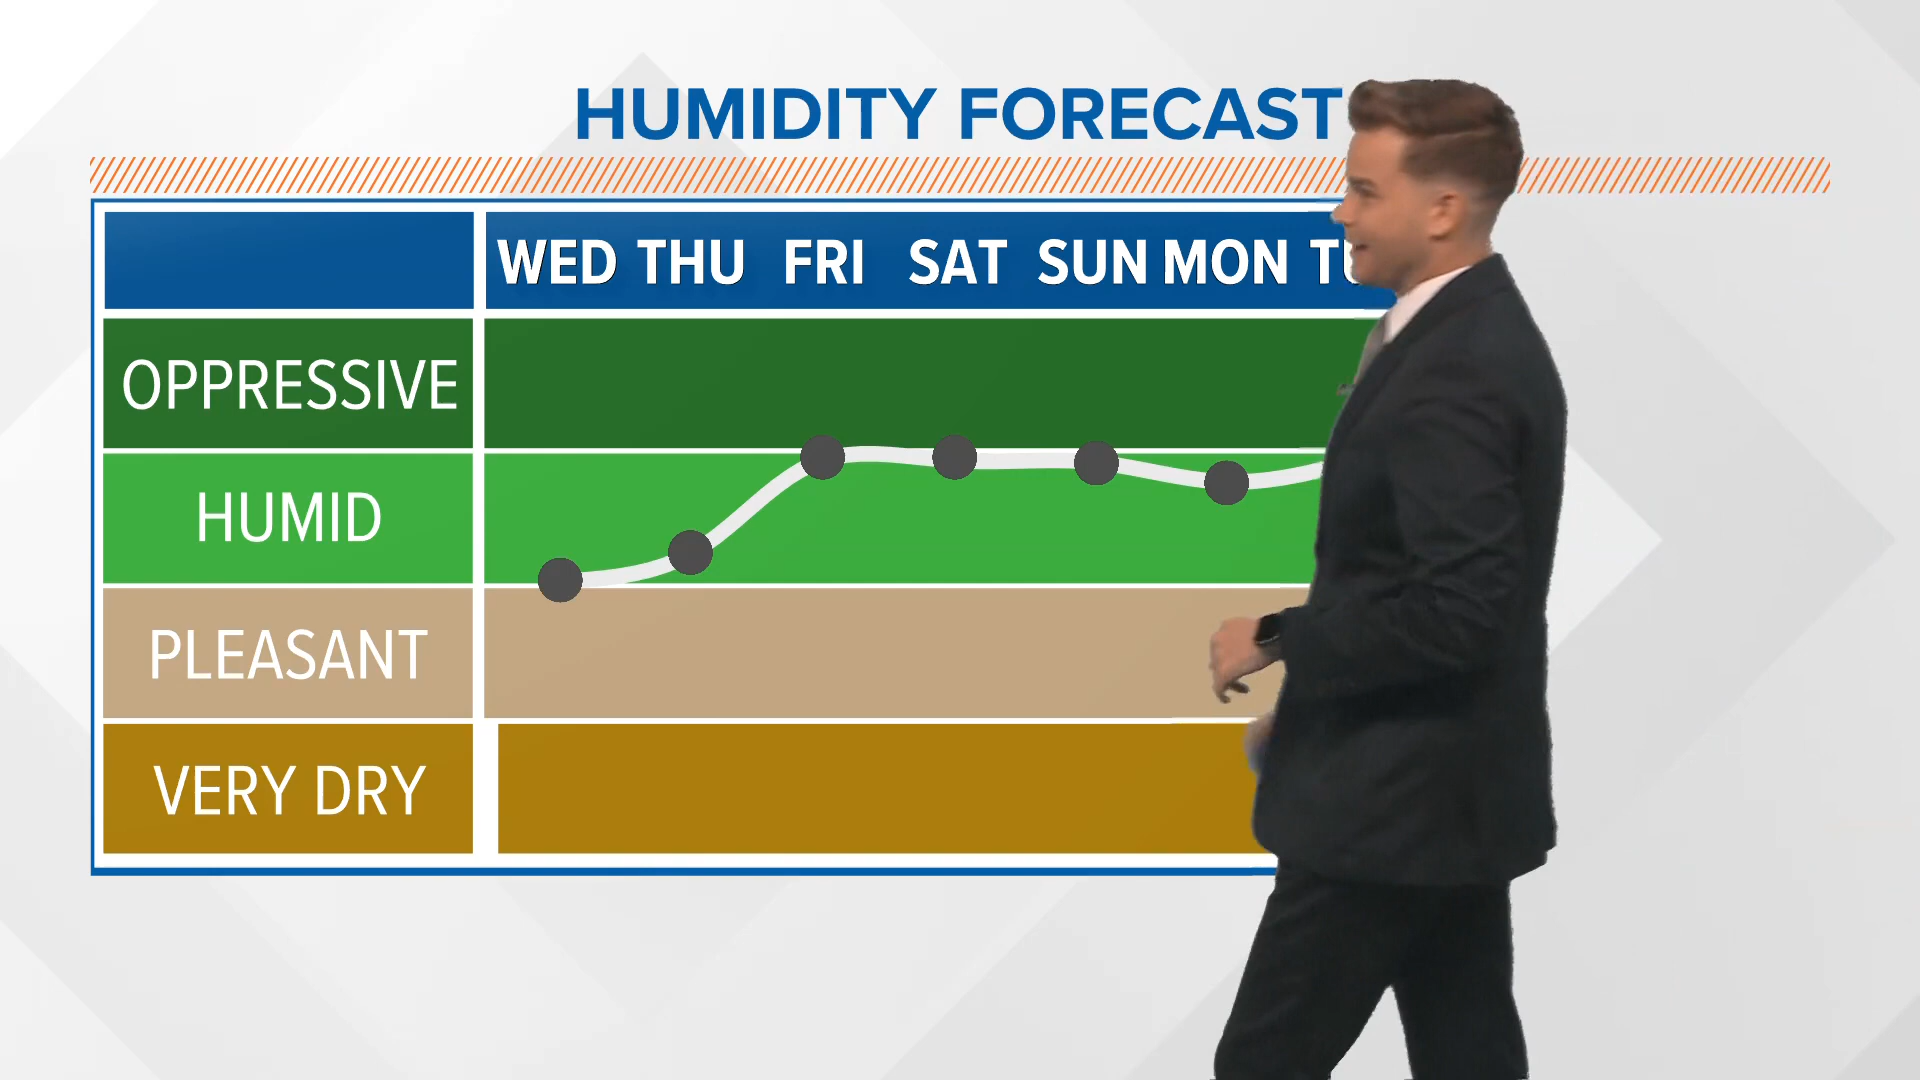 HUMIDITY FORECAST
WED THU FRI SAT SUN MON
OPPRESSIVE
HUMID
PLEASANT
VERY DRY